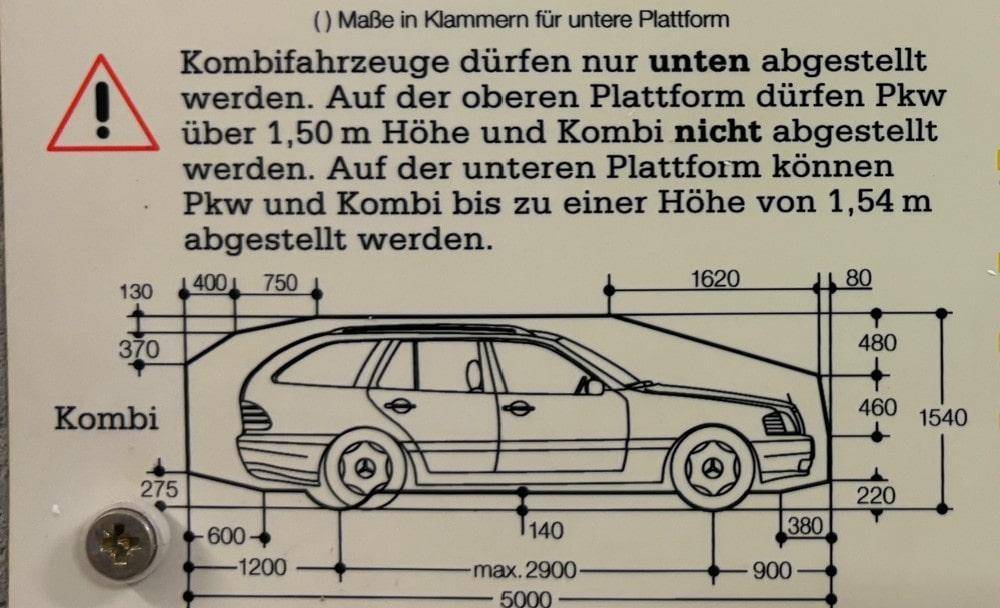 ( ) Maße in Klammern für untere Plattform
Kombifahrzeuge dürfen nur unten abgestellt
werden. Auf der oberen Plattform dürfen Pkw
über 1,50 m Höhe und Kombi nicht abgestellt
werden. Auf der unteren Plattform können
Pkw und Kombi bis zu einer Höhe von 1,54 m
abgestellt werden.
130 400 750 1620 80
370 480
Kombi 460 1540
275 220
600 140 380
1200 max. 2900 900
5000